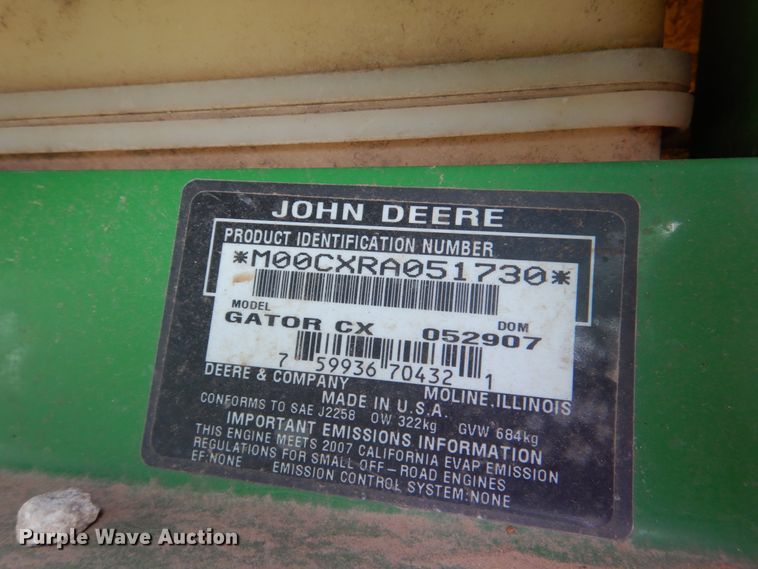 JOHN DEERE
PRODUCT IDENTIFICATION NUMBER
*M00CXRA051730*
MODEL DOM
GATOR CX 052907
7 59936 70432 1
DEERE & COMPANY MOLINE, ILLINOIS
MADE IN U.S.A.
CONFORMS TO SAE J2258 OW 322kg GVW 684kg
IMPORTANT EMISSIONS INFORMATION
THIS ENGINE MEETS 2007 CALIFORNIA EVAP EMISSION
REGULATIONS FOR SMALL OFF-ROAD ENGINES
EF:NONE EMISSION CONTROL SYSTEM:NONE
Purple Wave Auction